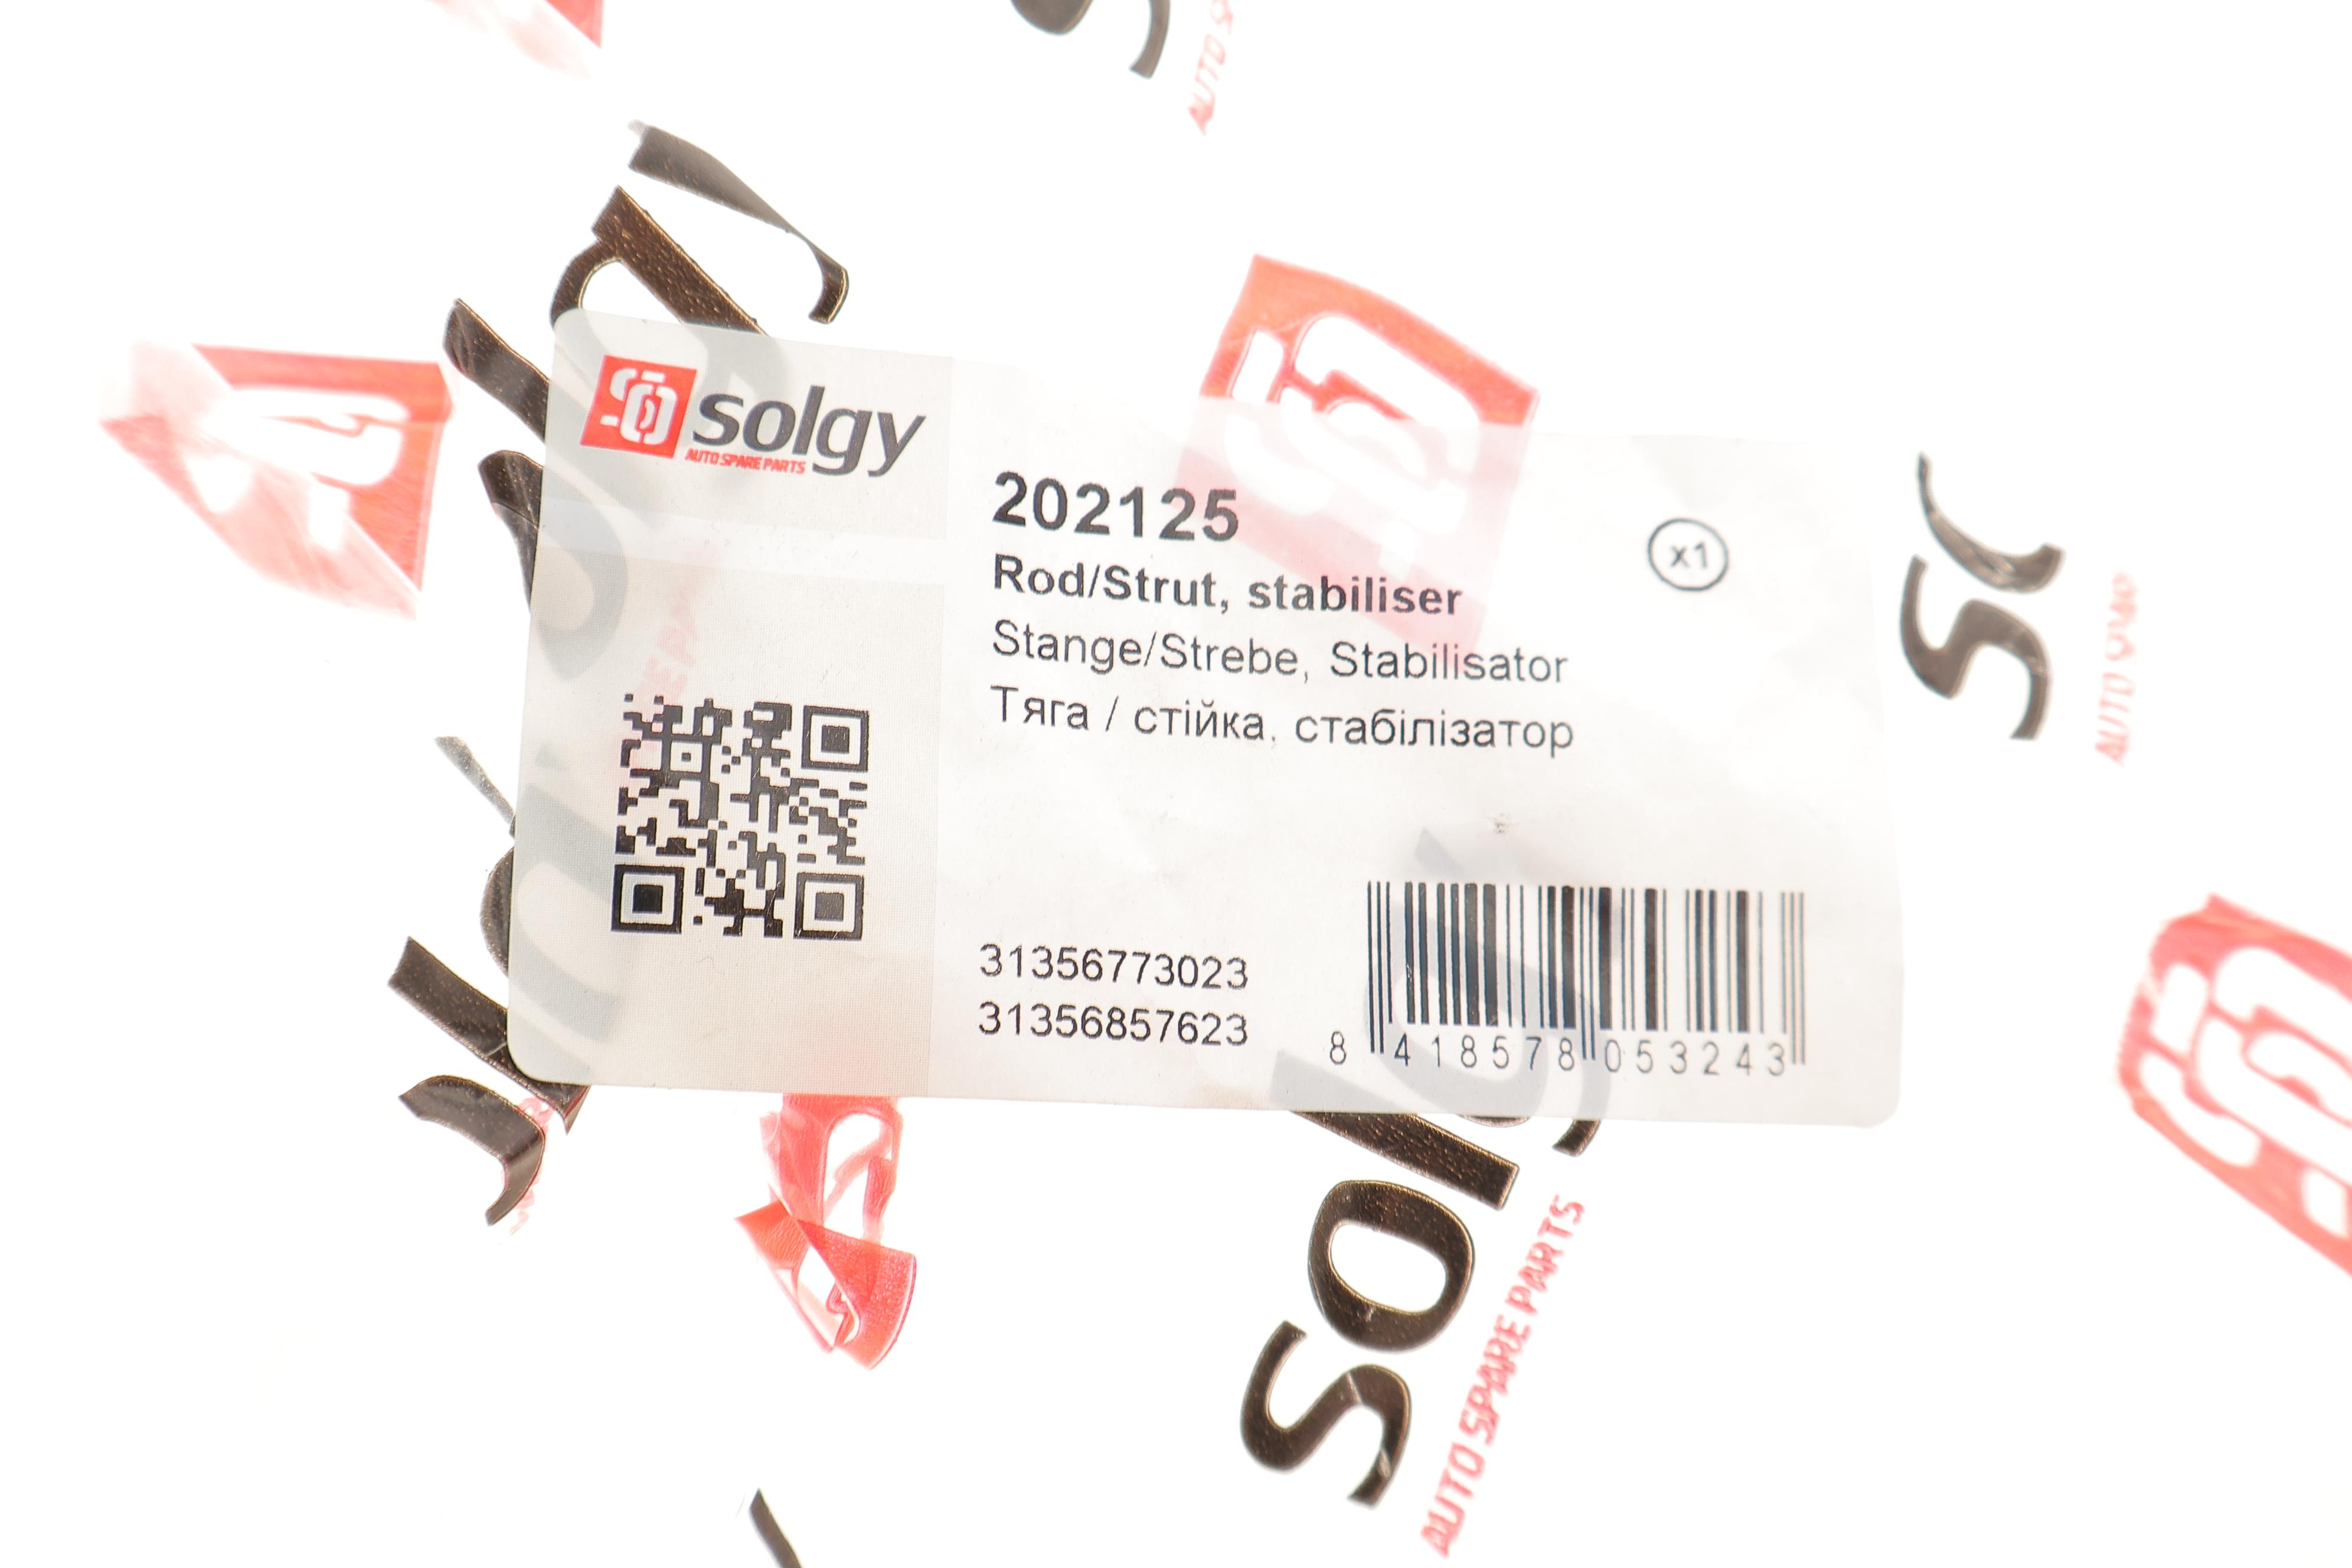 solgy
AUTO SPARE PARTS
202125
x1
Rod/Strut, stabiliser
Stange/Strebe, Stabilisator
Тяга / стійка, стабілізатор
31356773023
31356857623
8 418578 053243
AUTO SPARE PARTS